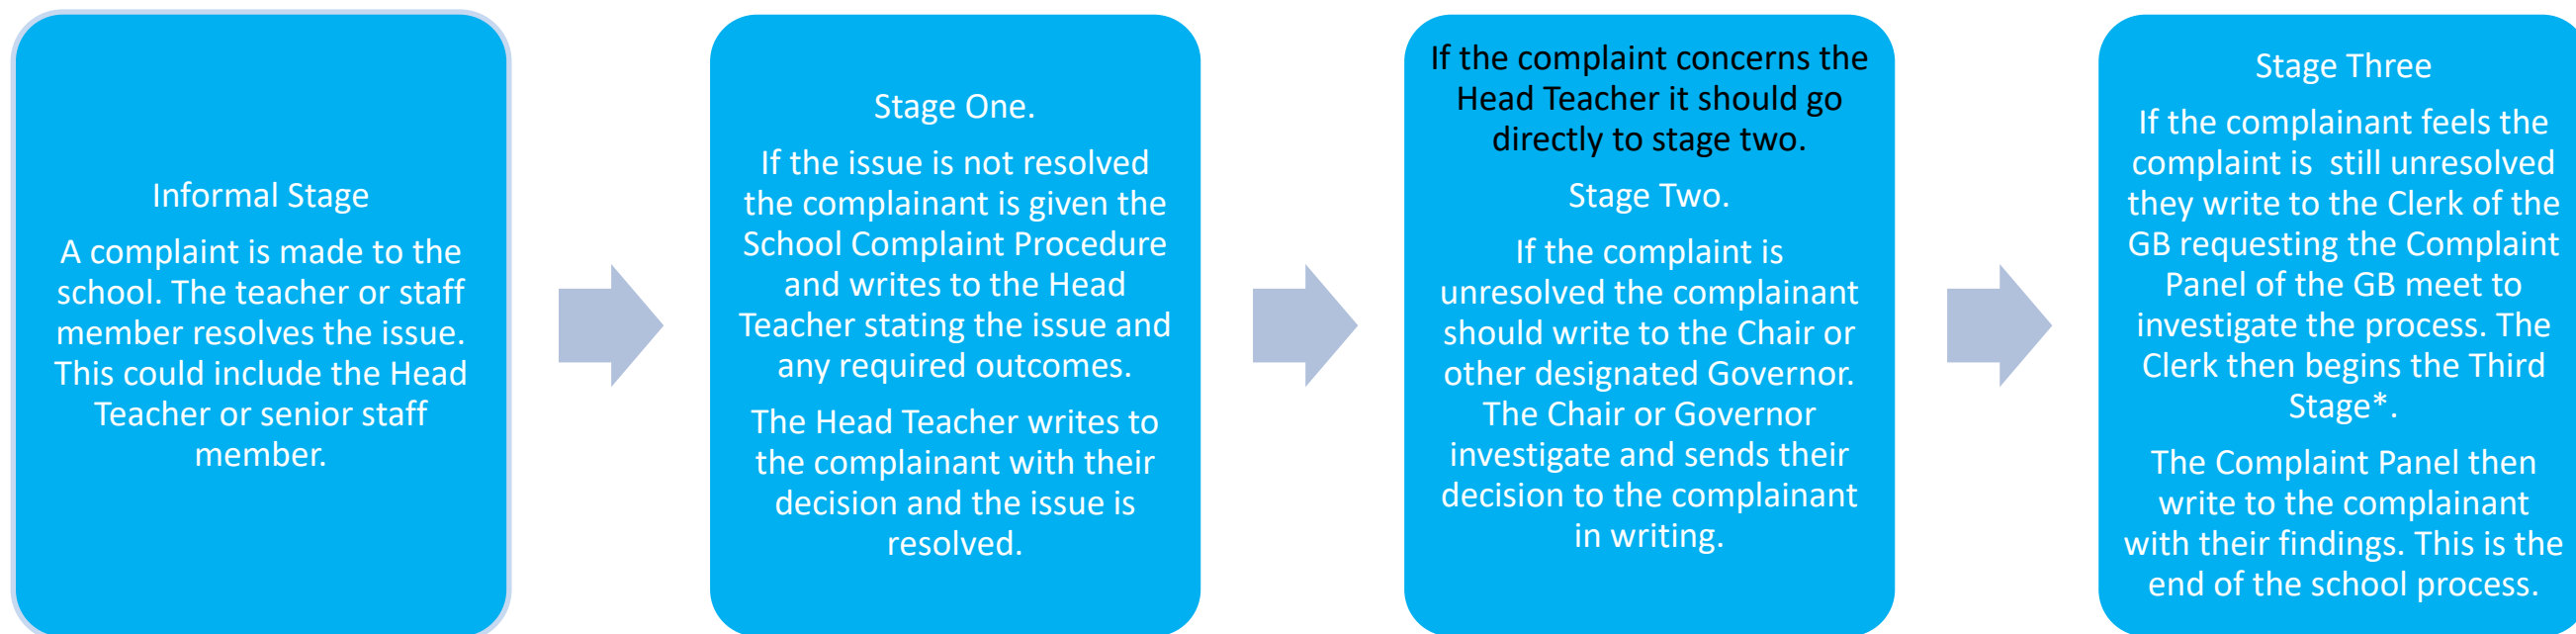 Informal Stage
A complaint is made to the
school. The teacher or staff
member resolves the issue.
This could include the Head
Teacher or senior staff
member.
Stage One.
If the issue is not resolved
the complainant is given the
School Complaint Procedure
and writes to the Head
Teacher stating the issue and
any required outcomes.
The Head Teacher writes to
the complainant with their
decision and the issue is
resolved.
If the complaint concerns the
Head Teacher it should go
directly to stage two.
Stage Two.
If the complaint is
unresolved the complainant
should write to the Chair or
other designated Governor.
The Chair or Governor
investigate and sends their
decision to the complainant
in writing.
Stage Three
If the complainant feels the
complaint is  still unresolved
they write to the Clerk of the
GB requesting the Complaint
Panel of the GB meet to
investigate the process. The
Clerk then begins the Third
Stage*.
The Complaint Panel then
write to the complainant
with their findings. This is the
end of the school process.